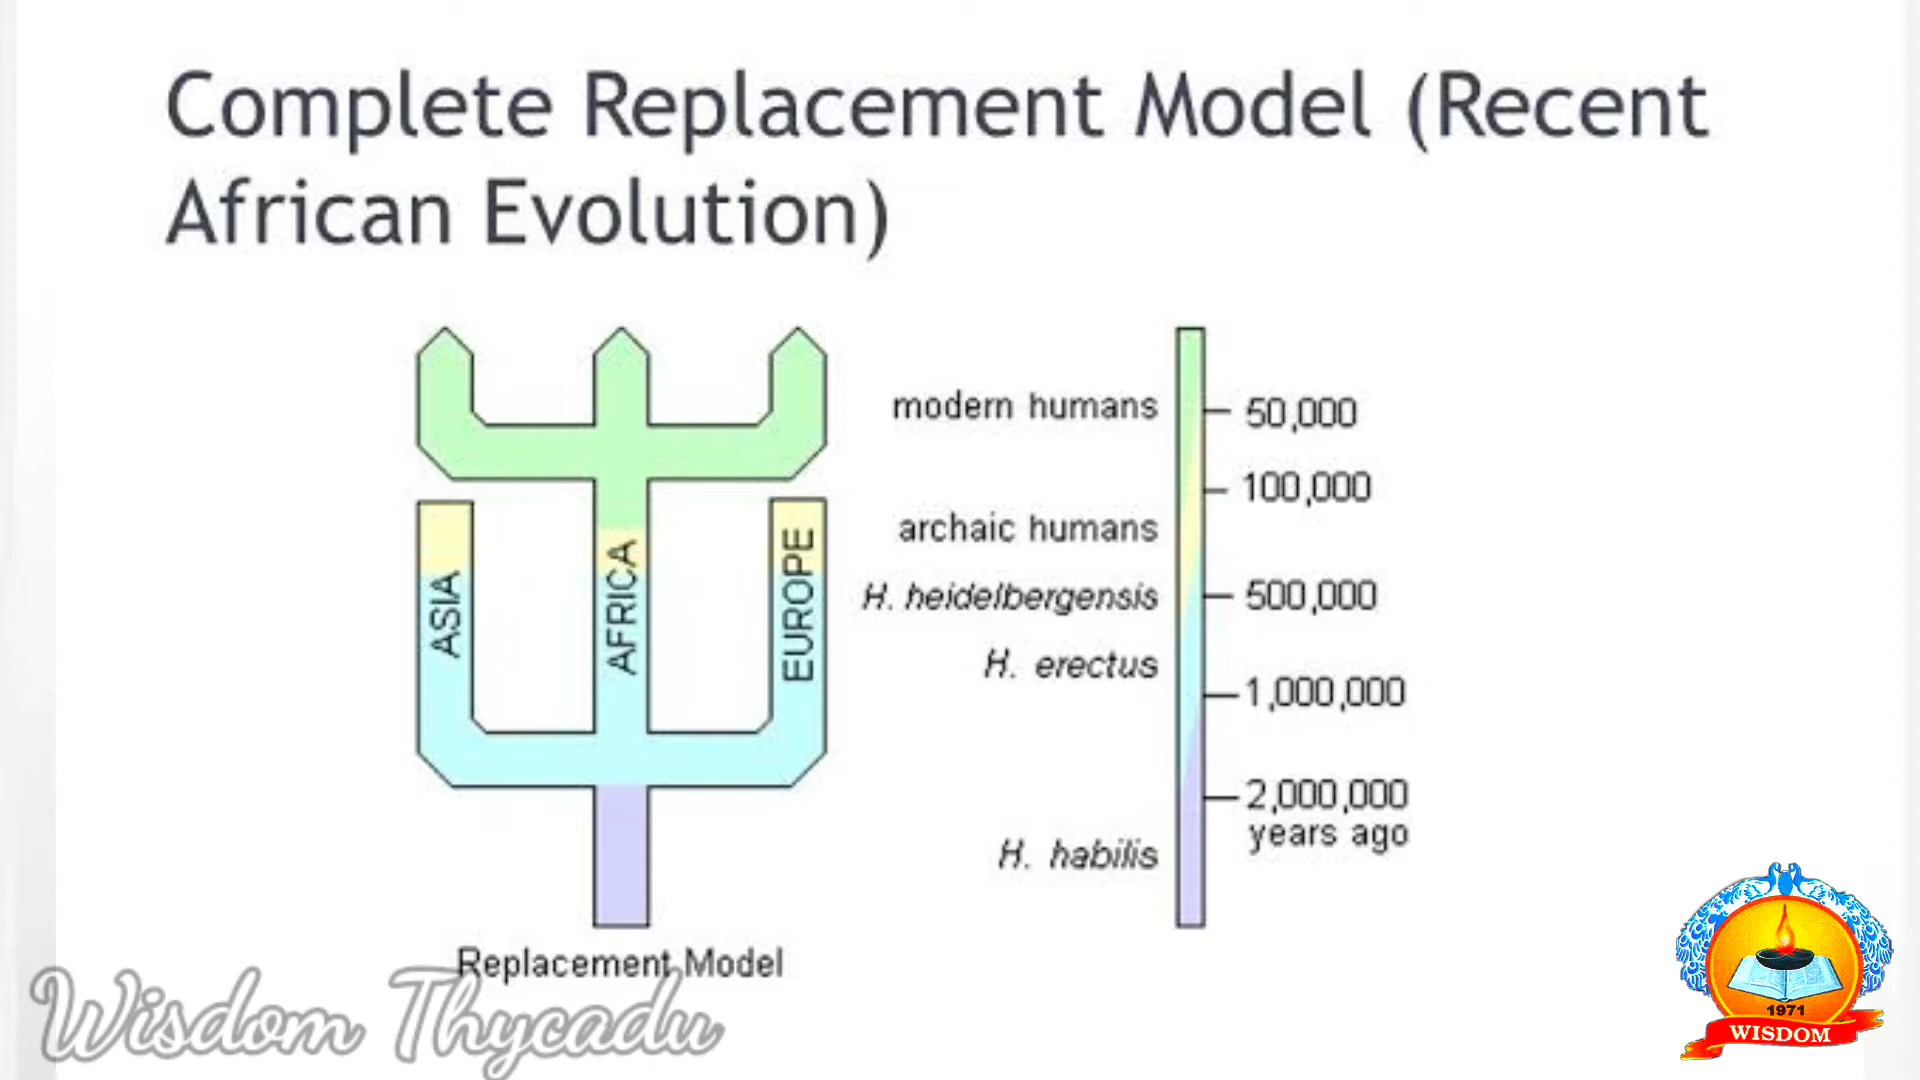 Complete Replacement Model (Recent
African Evolution)
ASIA
AFRICA
EUROPE
modern humans
50,000
100,000
archaic humans
H. heidelbergensis
500,000
H. erectus
1,000,000
2,000,000
years ago
H. habilis
Replacement Model
Wisdom Thycadu
1971
WISDOM